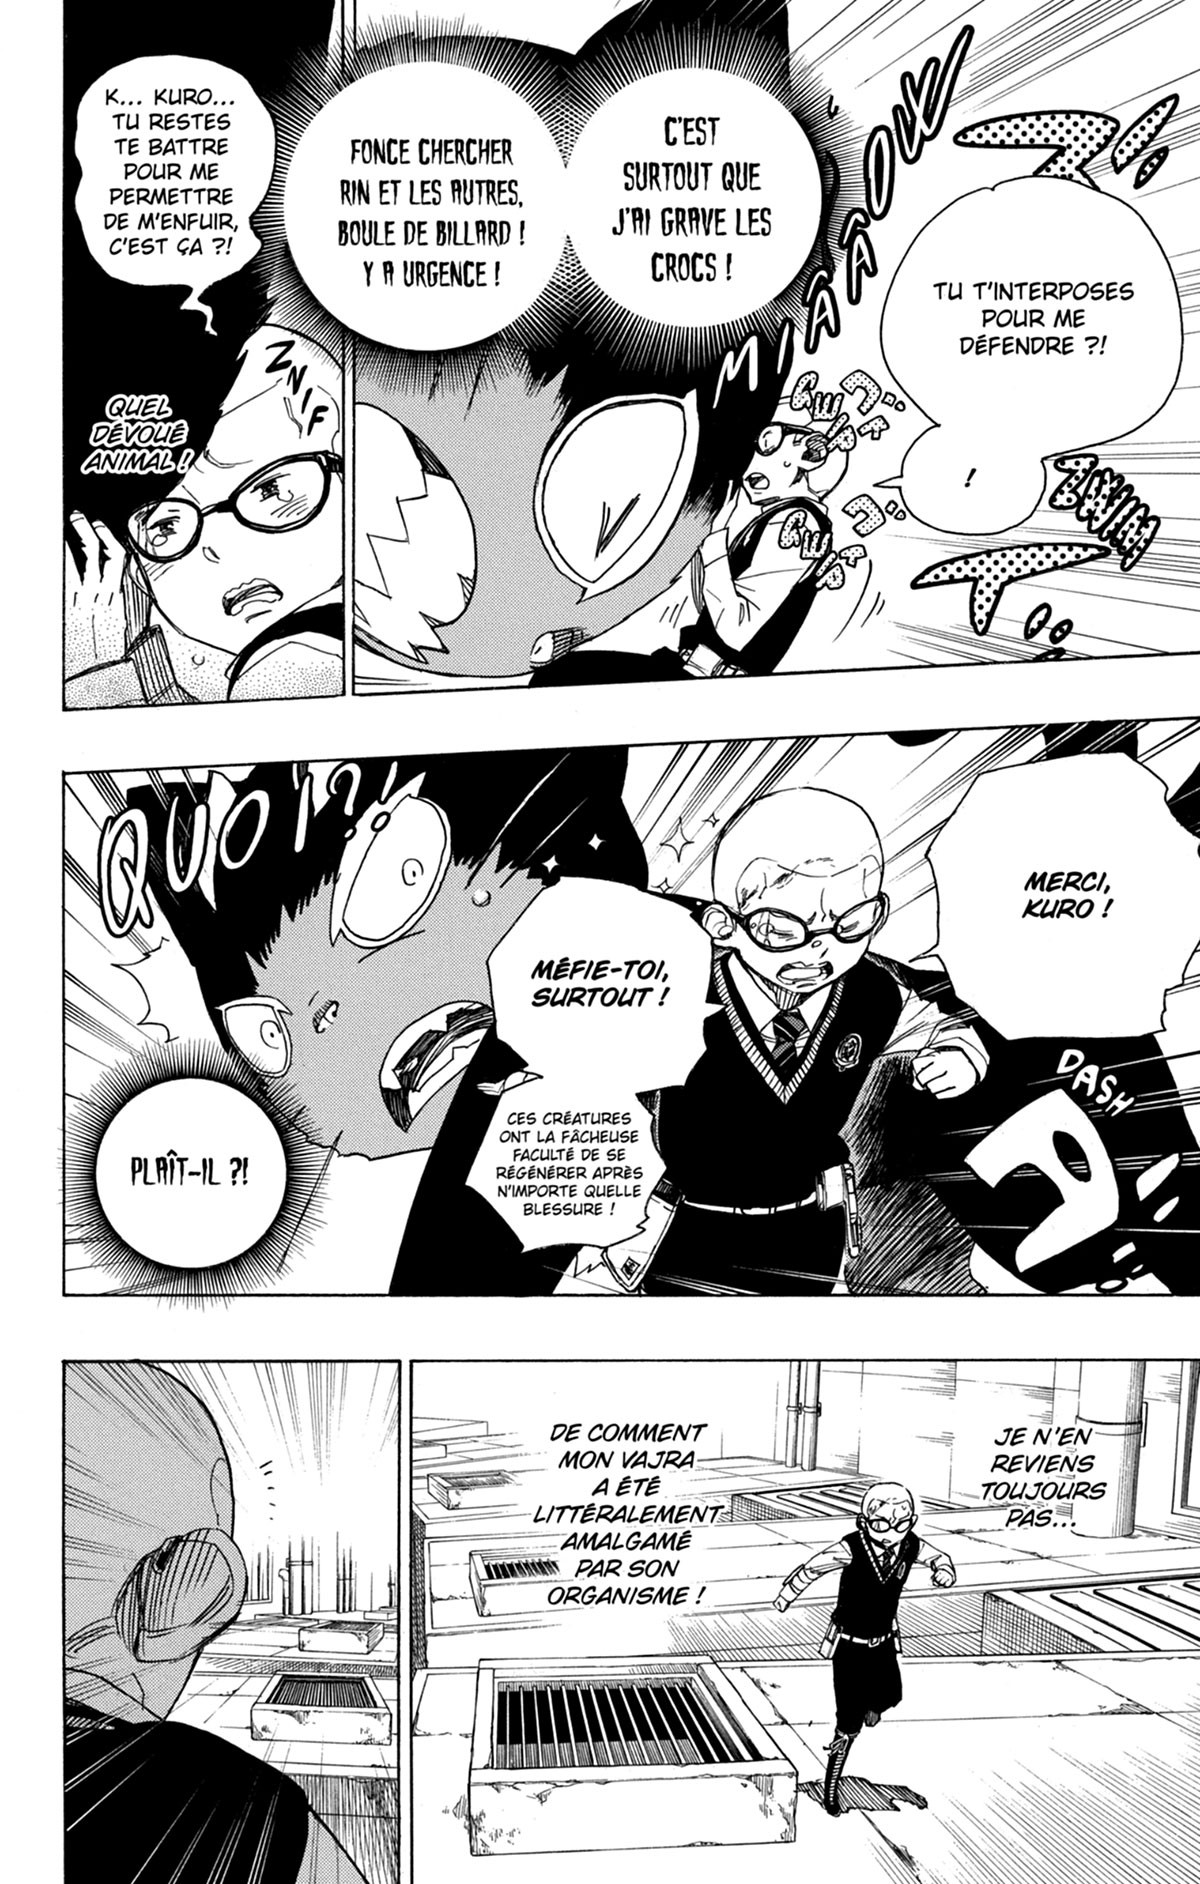 TU T'INTERPOSES
POUR ME
DÉFENDRE ?!
!
MIÂÂÂOW
C'EST
SURTOUT QUE
J'AI GRAVE LES
CROCS !
FONCE CHERCHER
RIN ET LES AUTRES,
BOULE DE BILLARD !
Y A URGENCE !
K... KURO...
TU RESTES
TE BATTRE
POUR ME
PERMETTRE
DE M'ENFUIR,
C'EST ÇA ?!
ZNIF
QUEL
DÉVOUÉ
ANIMAL !
MERCI,
KURO !
DASH
MÉFIE-TOI,
SURTOUT !
CES CRÉATURES
ONT LA FÂCHEUSE
FACULTÉ DE SE
RÉGÉNÉRER APRÈS
N'IMPORTE QUELLE
BLESSURE !
QUOI?!
PLAÎT-IL ?!
JE N'EN
REVIENS
TOUJOURS
PAS...
DE COMMENT
MON VAJRA
A ÉTÉ
LITTÉRALEMENT
AMALGAMÉ
PAR SON
ORGANISME !